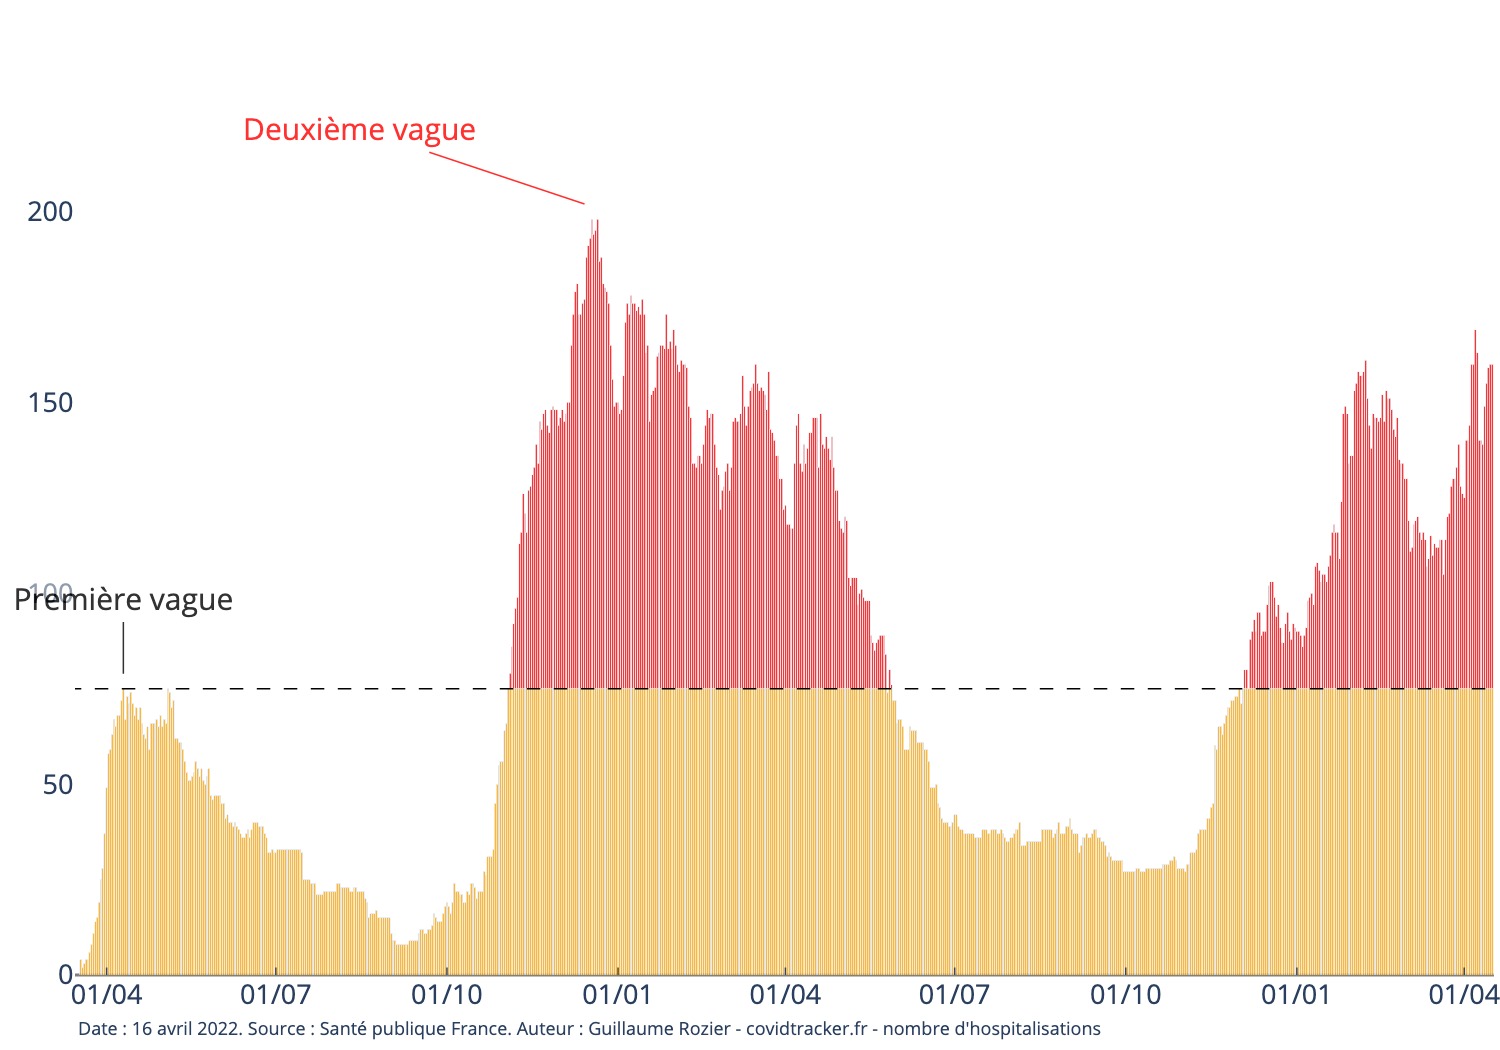 Deuxième vague
200
150
100
Première vague
50
0
01/04 01/07 01/10 01/01 01/04 01/07 01/10 01/01 01/04
Date : 16 avril 2022. Source : Santé publique France. Auteur : Guillaume Rozier - covidtracker.fr - nombre d'hospitalisations